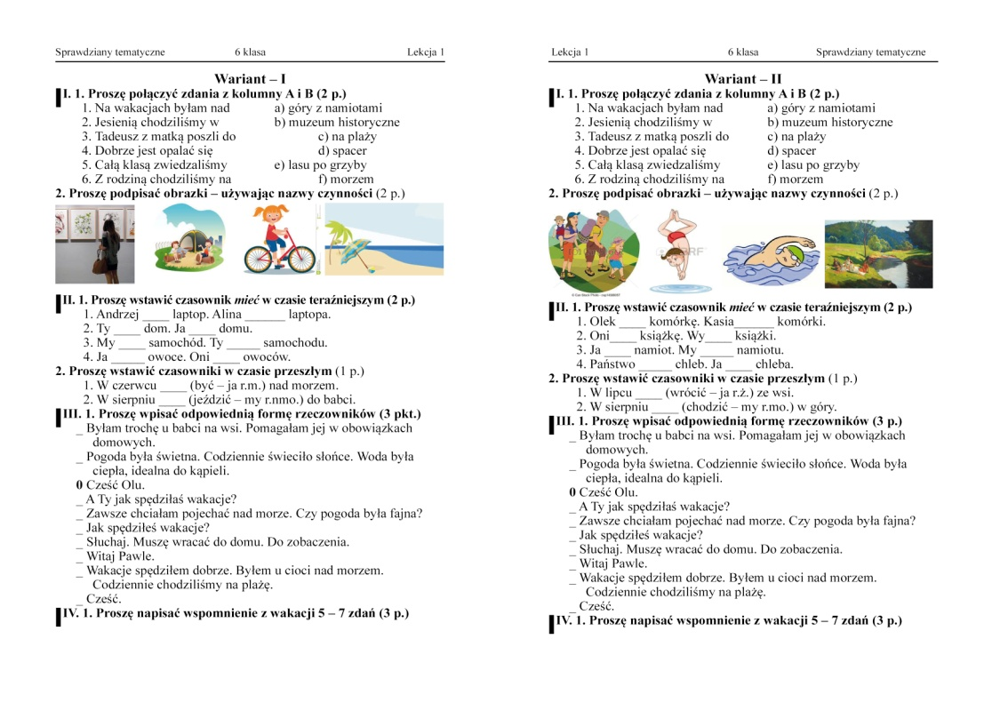 Sprawdziany tematyczne 6 klasa Lekcja 1
Wariant – I
I. 1. Proszę połączyć zdania z kolumny A i B (2 p.)
1. Na wakacjach byłam nad a) góry z namiotami
2. Jesienią chodziliśmy w b) muzeum historyczne
3. Tadeusz z matką poszli do c) na plaży
4. Dobrze jest opalać się d) spacer
5. Całą klasą zwiedzaliśmy e) lasu po grzyby
6. Z rodziną chodziliśmy na f) morzem
2. Proszę podpisać obrazki – używając nazwy czynności (2 p.)
II. 1. Proszę wstawić czasownik mieć w czasie teraźniejszym (2 p.)
1. Andrzej ____ laptop. Alina ______ laptopa.
2. Ty ____ dom. Ja ____ domu.
3. My ____ samochód. Ty _____ samochodu.
4. Ja _____ owoce. Oni ____ owoców.
2. Proszę wstawić czasowniki w czasie przeszłym (1 p.)
1. W czerwcu ____ (być – ja r.m.) nad morzem.
2. W sierpniu ____ (jeździć – my r.nmo.) do babci.
III. 1. Proszę wpisać odpowiednią formę rzeczowników (3 pkt.)
_ Byłam trochę u babci na wsi. Pomagałam jej w obowiązkach
domowych.
_ Pogoda była świetna. Codziennie świeciło słońce. Woda była
ciepła, idealna do kąpieli.
0 Cześć Olu.
_ A Ty jak spędziłaś wakacje?
_ Zawsze chciałam pojechać nad morze. Czy pogoda była fajna?
_ Jak spędziłeś wakacje?
_ Słuchaj. Muszę wracać do domu. Do zobaczenia.
_ Witaj Pawle.
_ Wakacje spędziłem dobrze. Byłem u cioci nad morzem.
Codziennie chodziliśmy na plażę.
_ Cześć.
IV. 1. Proszę napisać wspomnienie z wakacji 5 – 7 zdań (3 p.)
Lekcja 1 6 klasa Sprawdziany tematyczne
Wariant – II
I. 1. Proszę połączyć zdania z kolumny A i B (2 p.)
1. Na wakacjach byłam nad a) góry z namiotami
2. Jesienią chodziliśmy w b) muzeum historyczne
3. Tadeusz z matką poszli do c) na plaży
4. Dobrze jest opalać się d) spacer
5. Całą klasą zwiedzaliśmy e) lasu po grzyby
6. Z rodziną chodziliśmy na f) morzem
2. Proszę podpisać obrazki – używając nazwy czynności (2 p.)
II. 1. Proszę wstawić czasownik mieć w czasie teraźniejszym (2 p.)
1. Olek ____ komórkę. Kasia______ komórki.
2. Oni____ książkę. Wy____ książki.
3. Ja ____ namiot. My _____ namiotu.
4. Państwo _____ chleb. Ja ____ chleba.
2. Proszę wstawić czasowniki w czasie przeszłym (1 p.)
1. W lipcu ____ (wrócić – ja r.ż.) ze wsi.
2. W sierpniu ____ (chodzić – my r.mo.) w góry.
III. 1. Proszę wpisać odpowiednią formę rzeczowników (3 p.)
_ Byłam trochę u babci na wsi. Pomagałam jej w obowiązkach
domowych.
_ Pogoda była świetna. Codziennie świeciło słońce. Woda była
ciepła, idealna do kąpieli.
0 Cześć Olu.
_ A Ty jak spędziłaś wakacje?
_ Zawsze chciałam pojechać nad morze. Czy pogoda była fajna?
_ Jak spędziłeś wakacje?
_ Słuchaj. Muszę wracać do domu. Do zobaczenia.
_ Witaj Pawle.
_ Wakacje spędziłem dobrze. Byłem u cioci nad morzem.
Codziennie chodziliśmy na plażę.
_ Cześć.
IV. 1. Proszę napisać wspomnienie z wakacji 5 – 7 zdań (3 p.)